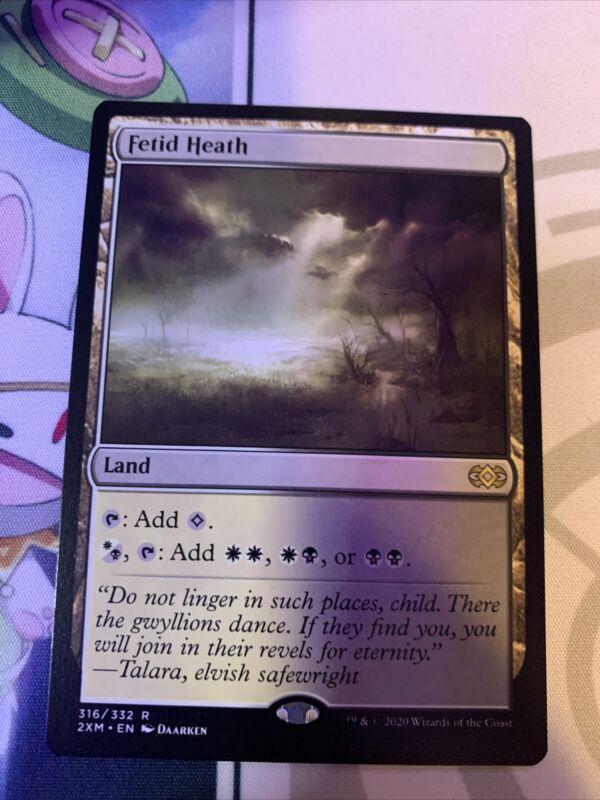 Fetid Heath
Land
: Add .
, : Add , , or .
“Do not linger in such places, child. There
the gwyllions dance. If they find you, you
will join in their revels for eternity.”
—Talara, elvish safewright
316/332 R
2XM • EN DAARKEN
™ & © 2020 Wizards of the Coast